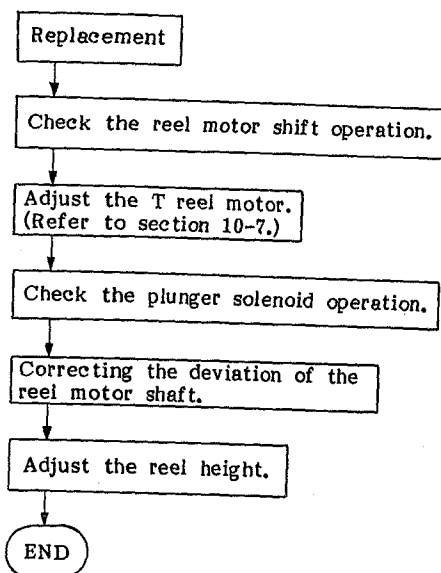 Replacement
Check the reel motor shift operation.
Adjust the T reel motor.
(Refer to section 10-7.)
Check the plunger solenoid operation.
Correcting the deviation of the
reel motor shaft.
Adjust the reel height.
END